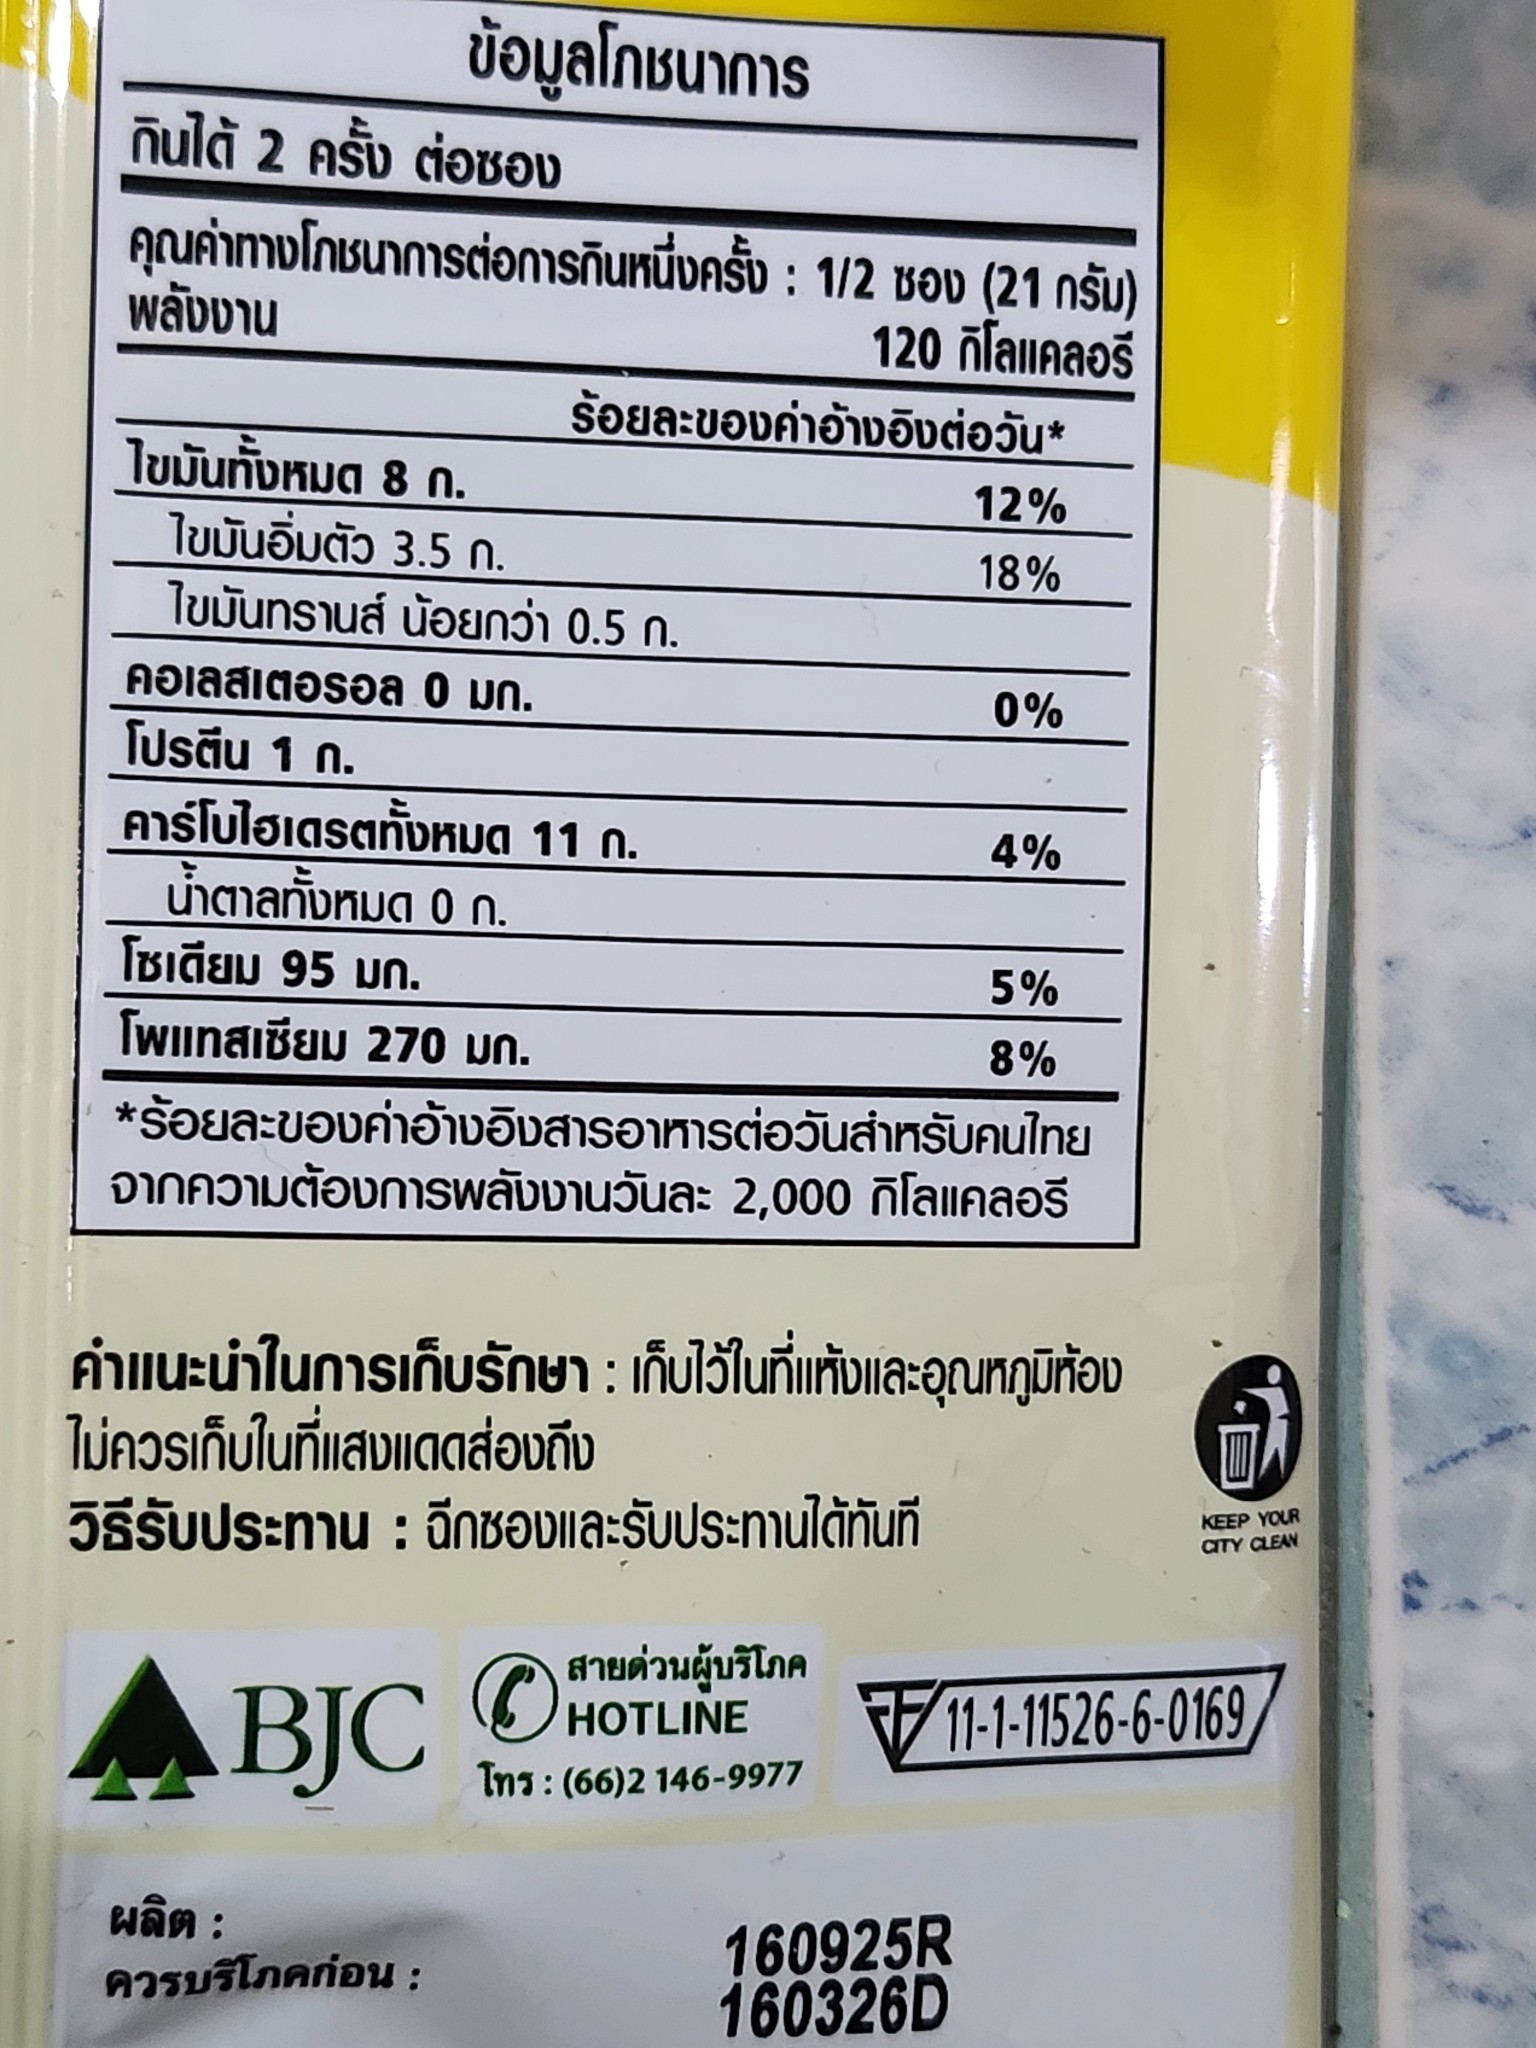 ข้อมูลโภชนาการ
กินได้ 2 ครั้ง ต่อซอง
คุณค่าทางโภชนาการต่อการกินหนึ่งครั้ง : 1/2 ซอง (21 กรัม)
พลังงาน 120 กิโลแคลอรี
ร้อยละของค่าอ้างอิงต่อวัน*
ไขมันทั้งหมด 8 ก. 12%
ไขมันอิ่มตัว 3.5 ก. 18%
ไขมันทรานส์ น้อยกว่า 0.5 ก.
คอเลสเตอรอล 0 มก. 0%
โปรตีน 1 ก.
คาร์โบไฮเดรตทั้งหมด 11 ก. 4%
น้ำตาลทั้งหมด 0 ก.
โซเดียม 95 มก. 5%
โพแทสเซียม 270 มก. 8%
*ร้อยละของค่าอ้างอิงสารอาหารต่อวันสำหรับคนไทย
จากความต้องการพลังงานวันละ 2,000 กิโลแคลอรี
คำแนะนำในการเก็บรักษา : เก็บไว้ในที่แห้งและอุณหภูมิห้อง
ไม่ควรเก็บในที่แสงแดดส่องถึง
วิธีรับประทาน : ฉีกซองและรับประทานได้ทันที
KEEP YOUR
CITY CLEAN
BJC
สายด่วนผู้บริโภค
HOTLINE
โทร : (66)2 146-9977
11-1-11526-6-0169
ผลิต : 160925R
ควรบริโภคก่อน : 160326D